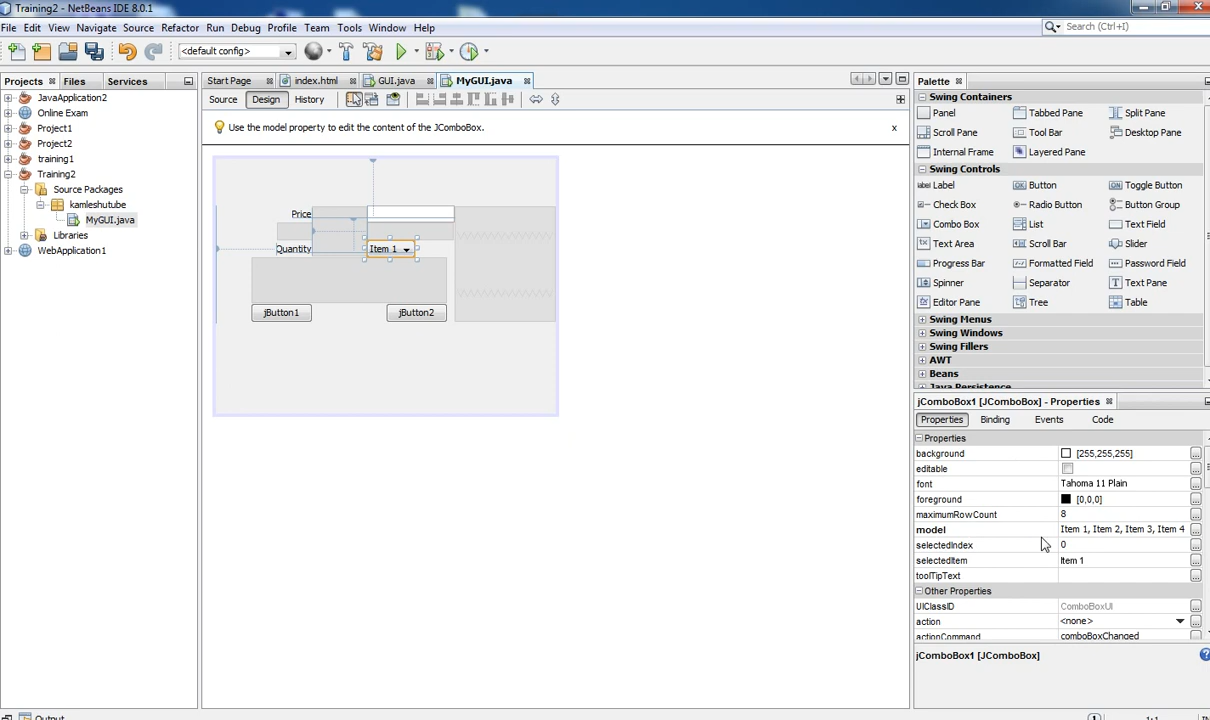 Training2 - NetBeans IDE 8.0.1
File Edit View Navigate Source Refactor Run Debug Profile Team Tools Window Help
Search (Ctrl+I)
<default config>
Projects Files Services
Start Page index.html GUI.java MyGUI.java
Palette
JavaApplication2
Online Exam
Project1
Project2
training1
Training2
Source Packages
kamleshutube
MyGUI.java
Libraries
WebApplication1
Source Design History
Use the model property to edit the content of the JComboBox.
x
Price
Quantity
Item 1
jButton1
jButton2
Swing Containers
Panel Tabbed Pane Split Pane
Scroll Pane Tool Bar Desktop Pane
Internal Frame Layered Pane
Swing Controls
label Label OK Button Toggle Button
Check Box Radio Button Button Group
Combo Box List Text Field
Text Area Scroll Bar Slider
Progress Bar Formatted Field Password Field
Spinner Separator Text Pane
Editor Pane Tree Table
Swing Menus
Swing Windows
Swing Fillers
AWT
Beans
Java Persistence
jComboBox1 [JComboBox] - Properties
Properties Binding Events Code
Properties
background [255,255,255]
editable
font Tahoma 11 Plain
foreground [0,0,0]
maximumRowCount 8
model Item 1, Item 2, Item 3, Item 4
selectedIndex 0
selectedItem Item 1
toolTipText
Other Properties
UIClassID ComboBoxUI
action <none>
actionCommand comboBoxChanged
jComboBox1 [JComboBox]
Output
1 1:1 IN